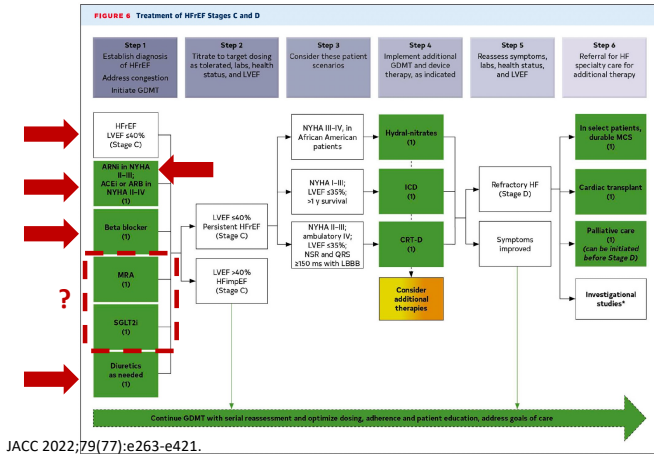 FIGURE 6 Treatment of HFrEF Stages C and D
Step 1
Establish diagnosis
of HFrEF
Address congestion
Initiate GDMT
Step 2
Titrate to target dosing
as tolerated, labs, health
status, and LVEF
Step 3
Consider these patient
scenarios
Step 4
Implement additional
GDMT and device
therapy, as indicated
Step 5
Reassess symptoms,
labs, health status,
and LVEF
Step 6
Referral for HF
specialty care for
additional therapy
HFrEF
LVEF ≤40%
(Stage C)
ARNi in NYHA
II–III;
ACEi or ARB in
NYHA II–IV
(1)
Beta blocker
(1)
?
MRA
(1)
SGLT2i
(1)
Diuretics
as needed
(1)
LVEF ≤40%
Persistent HFrEF
(Stage C)
LVEF >40%
HFimpEF
(Stage C)
NYHA III–IV, in
African American
patients
NYHA I–III;
LVEF ≤35%;
>1 y survival
NYHA II–III;
ambulatory IV;
LVEF ≤35%;
NSR and QRS
≥150 ms with LBBB
Hydral-nitrates
(1)
ICD
(1)
CRT-D
(1)
Consider
additional
therapies
Refractory HF
(Stage D)
Symptoms
improved
In select patients,
durable MCS
(1)
Cardiac transplant
(1)
Palliative care
(1)
(can be initiated
before Stage D)
Investigational
studies*
Continue GDMT with serial reassessment and optimize dosing, adherence and patient education, address goals of care
JACC 2022;79(77):e263-e421.